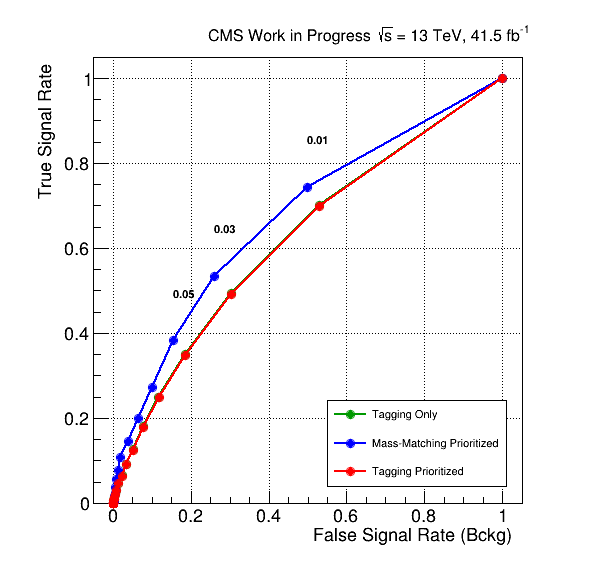 CMS Work in Progress √s = 13 TeV, 41.5 fb⁻¹
True Signal Rate
1
0.8
0.6
0.4
0.2
0
0.01
0.03
0.05
Tagging Only
Mass-Matching Prioritized
Tagging Prioritized
0 0.2 0.4 0.6 0.8 1
False Signal Rate (Bckg)